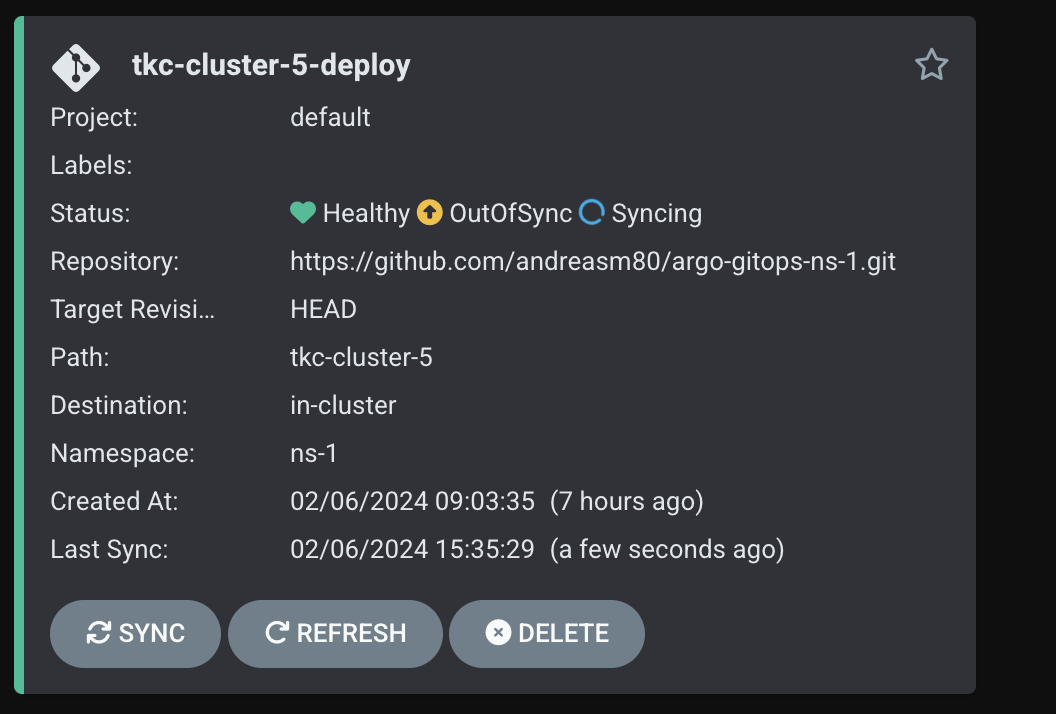 tkc-cluster-5-deploy
Project: default
Labels:
Status: Healthy OutOfSync Syncing
Repository: https://github.com/andreasm80/argo-gitops-ns-1.git
Target Revisi... HEAD
Path: tkc-cluster-5
Destination: in-cluster
Namespace: ns-1
Created At: 02/06/2024 09:03:35 (7 hours ago)
Last Sync: 02/06/2024 15:35:29 (a few seconds ago)
SYNC REFRESH DELETE